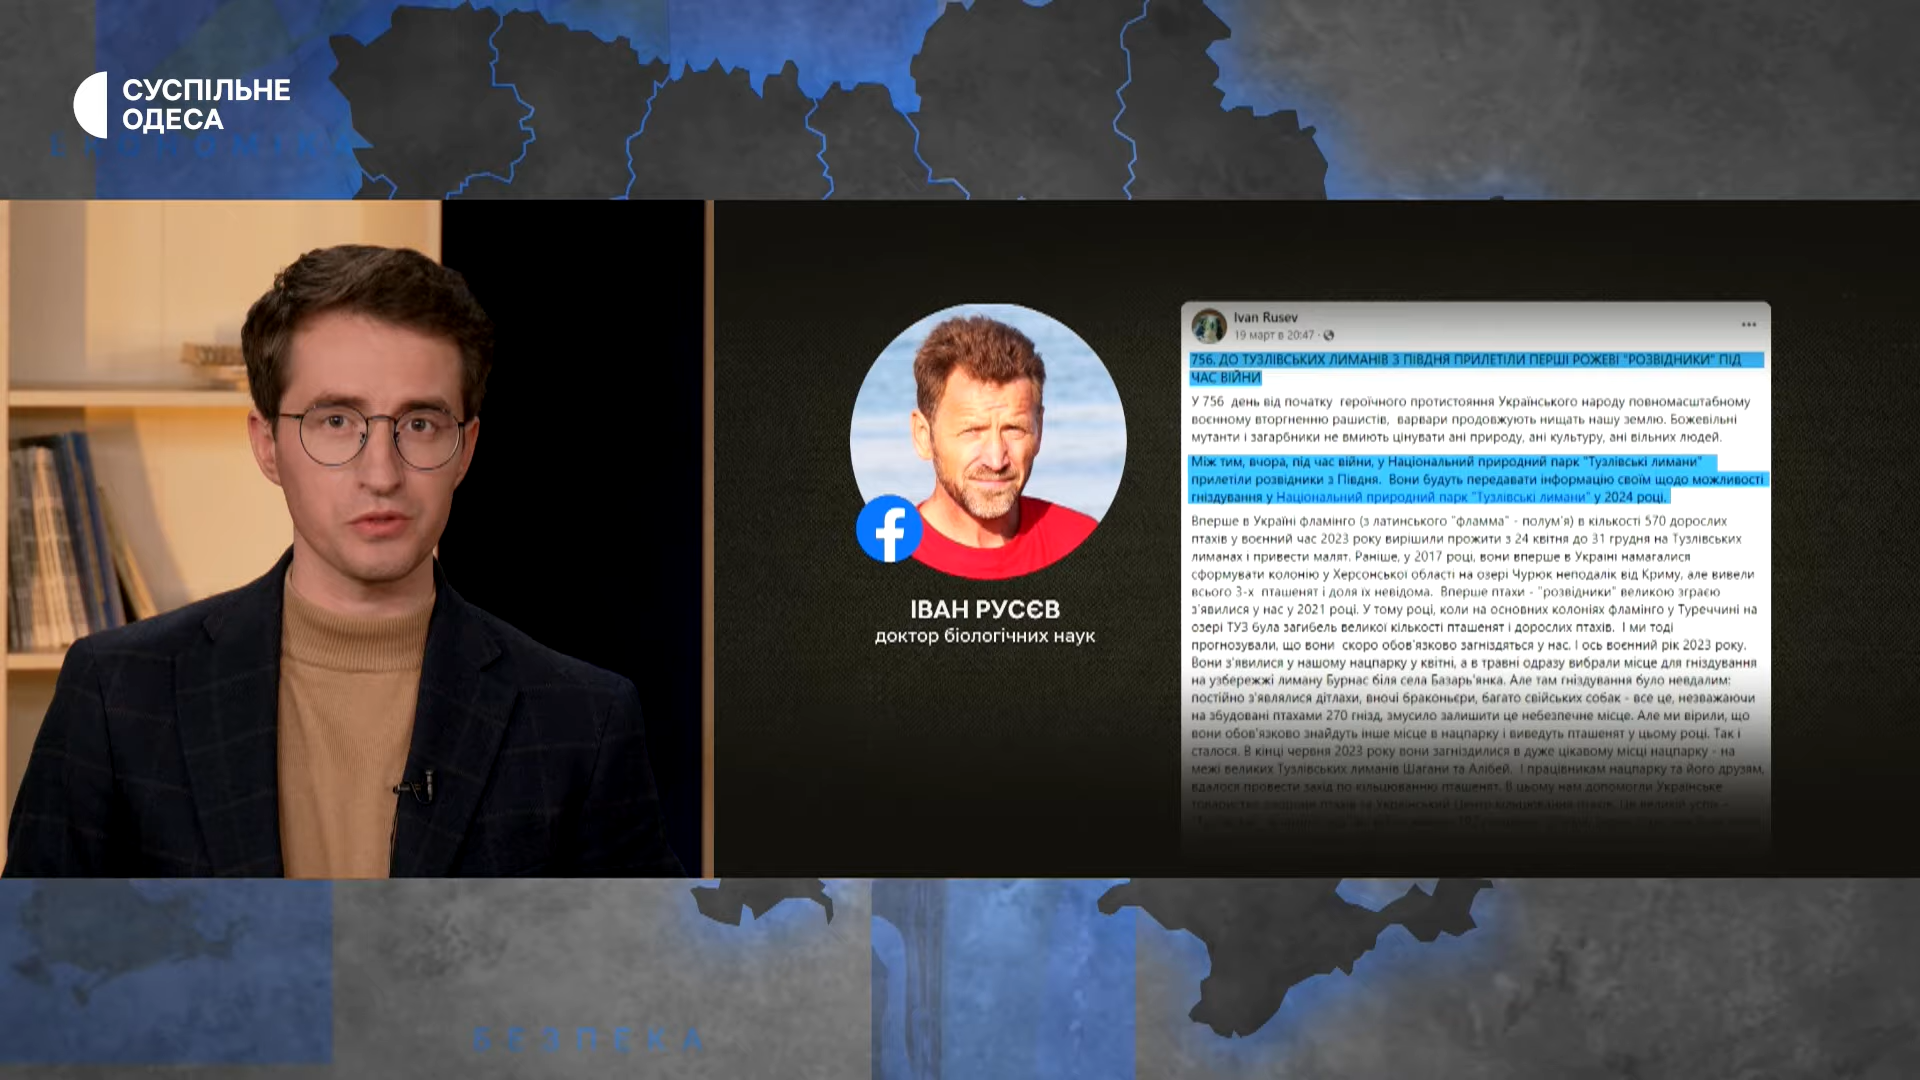 СУСПІЛЬНЕ
ОДЕСА
ЕКОНОМІКА
ІВАН РУСЄВ
доктор біологічних наук
Ivan Rusev
19 март в 20:47 ·
756. ДО ТУЗЛІВСЬКИХ ЛИМАНІВ З ПІВДНЯ ПРИЛЕТІЛИ ПЕРШІ РОЖЕВІ "РОЗВІДНИКИ" ПІД
ЧАС ВІЙНИ
У 756 день від початку героїчного протистояння Українського народу повномасштабному
воєнному вторгненню рашистів, варвари продовжують нищать нашу землю. Божевільні
мутанти і загарбники не вміють цінувати ані природу, ані культуру, ані вільних людей.
Між тим, вчора, під час війни, у Національний природний парк "Тузлівські лимани"
прилетіли розвідники з Півдня. Вони будуть передавати інформацію своїм щодо можливості
гніздування у Національний природний парк "Тузлівські лимани" у 2024 році.
Вперше в Україні фламінго (з латинського "фламма" - полум'я) в кількості 570 дорослих
птахів у воєнний час 2023 року вирішили прожити з 24 квітня до 31 грудня на Тузлівських
лиманах і привести малят. Раніше, у 2017 році, вони вперше в Україні намагалися
сформувати колонію у Херсонської області на озері Чурюк неподалік від Криму, але вивели
всього 3-х пташенят і доля їх невідома. Вперше птахи - "розвідники" великою зграєю
з'явилися у нас у 2021 році. У тому році, коли на основних колоніях фламінго у Туреччині на
озері ТУЗ була загибель великої кількості пташенят і дорослих птахів. І ми тоді
прогнозували, що вони скоро обов'язково загніздяться у нас. І ось воєнний рік 2023 року.
Вони з'явилися у нашому нацпарку у квітні, а в травні одразу вибрали місце для гніздування
на узбережжі лиману Бурнас біля села Базарь'янка. Але там гніздування було невдалим:
постійно з'являлися дітлахи, вночі браконьєри, багато свійських собак - все це, незважаючи
на збудовані птахами 270 гнізд, змусило залишити це небезпечне місце. Але ми вірили, що
вони обов'язково знайдуть інше місце в нацпарку і виведуть пташенят у цьому році. Так і
сталося. В кінці червня 2023 року вони загніздилися в дуже цікавому місці нацпарку - на
межі великих Тузлівських лиманів Шагани та Алібей. І працівникам нацпарку та його друзям,
вдалося провести захід по кільцюванню пташенят. В цьому нам допомогли Українське
товариство охорони птахів та Український Центр кільцювання птахів. Це великий успіх -
БЕЗПЕКА